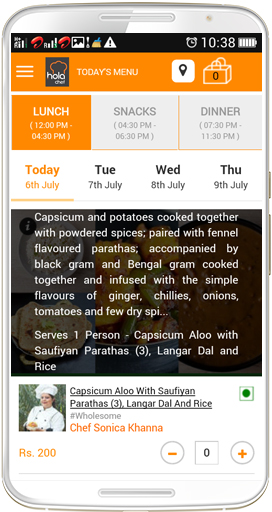 10:38
hola
chef
TODAY'S MENU
0
LUNCH
SNACKS
DINNER
( 12:00 PM -
04:30 PM )
( 04:30 PM -
06:30 PM )
( 07:30 PM -
11:30 PM )
Today
Tue
Wed
Thu
6th July
7th July
8th July
9th July
Capsicum and potatoes cooked together
with powdered spices; paired with fennel
flavoured parathas; accompanied by
black gram and Bengal gram cooked
together and infused with the simple
flavours of ginger, chillies, onions,
tomatoes and few dry spi...
Serves 1 Person - Capsicum Aloo with
Saufiyan Parathas (3), Langar Dal and
Rice
Capsicum Aloo With Saufiyan
Parathas (3), Langar Dal And Rice
#Wholesome
Chef Sonica Khanna
Rs. 200
− 0 +